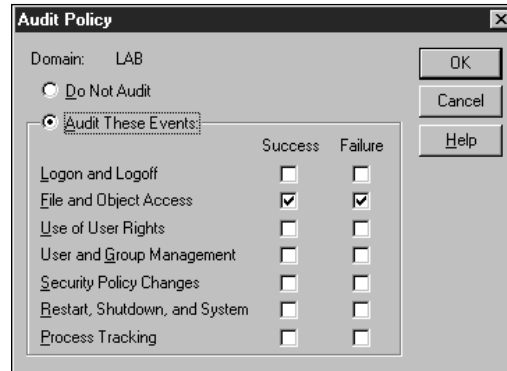 Audit Policy
Domain: LAB
Do Not Audit
Audit These Events:
Success Failure
Logon and Logoff
File and Object Access
Use of User Rights
User and Group Management
Security Policy Changes
Restart, Shutdown, and System
Process Tracking
OK
Cancel
Help